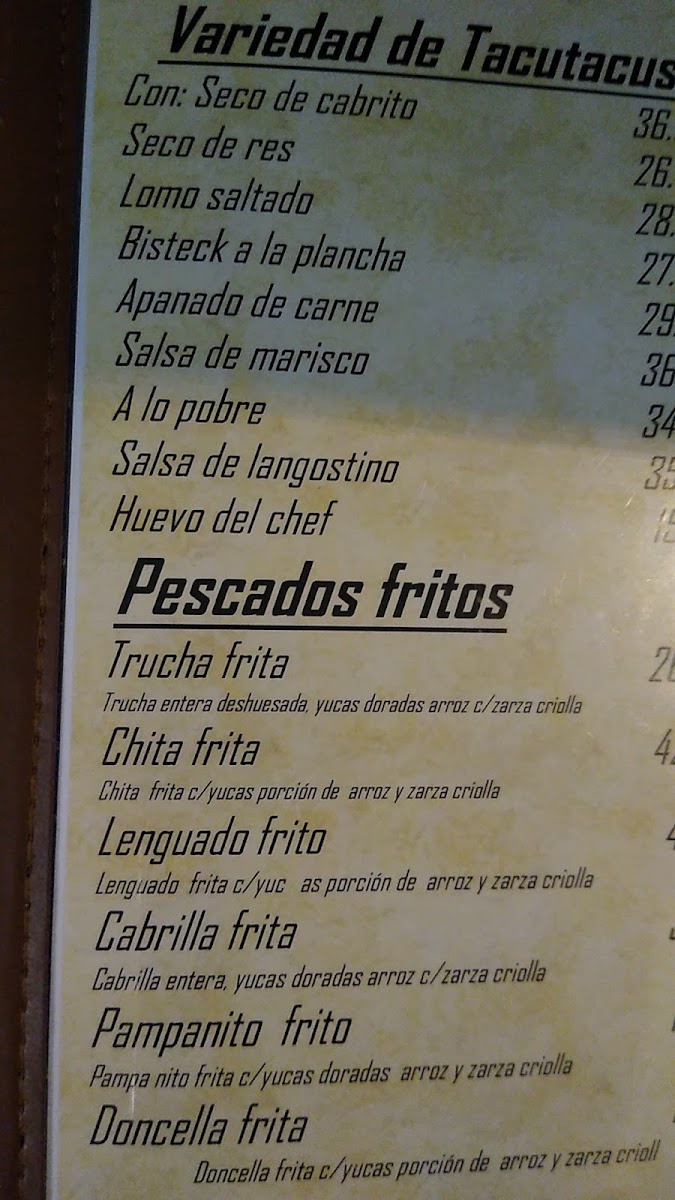 Variedad de Tacutacus
Con: Seco de cabrito 36.
Seco de res 26.
Lomo saltado 28.
Bisteck a la plancha 27.
Apanado de carne 29
Salsa de marisco 36
A lo pobre 34
Salsa de langostino 35
Huevo del chef
Pescados fritos
Trucha frita
Trucha entera deshuesada, yucas doradas arroz c/zarza criolla
Chita frita
Chita frita c/yucas porción de arroz y zarza criolla
Lenguado frito
Lenguado frita c/yuc as porción de arroz y zarza criolla
Cabrilla frita
Cabrilla entera, yucas doradas arroz c/zarza criolla
Pampanito frito
Pampa nito frita c/yucas doradas arroz y zarza criolla
Doncella frita
Doncella frita c/yucas porción de arroz y zarza crioll